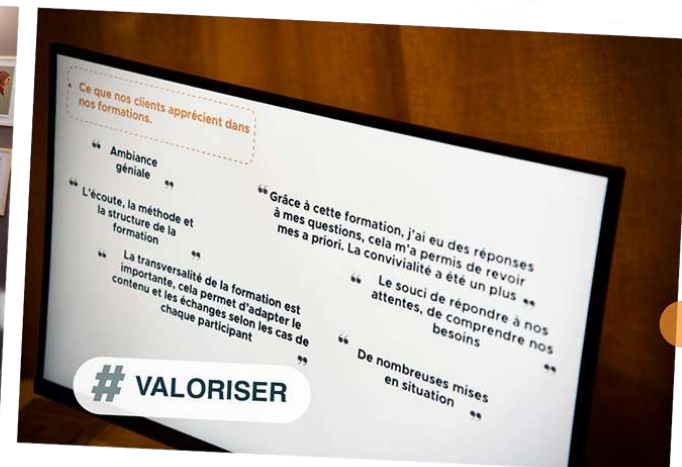 Ce que nos clients apprécient dans
nos formations.
“ Ambiance
géniale ”
“ L'écoute, la méthode et
la structure de la
formation ”
“ La transversalité de la formation est
importante, cela permet d'adapter le
contenu et les échanges selon les cas de
chaque participant ”
“ Grâce à cette formation, j'ai eu des réponses
à mes questions, cela m'a permis de revoir
mes a priori. La convivialité a été un plus ”
“ Le souci de répondre à nos
attentes, de comprendre nos
besoins ”
“ De nombreuses mises
en situation ”
# VALORISER